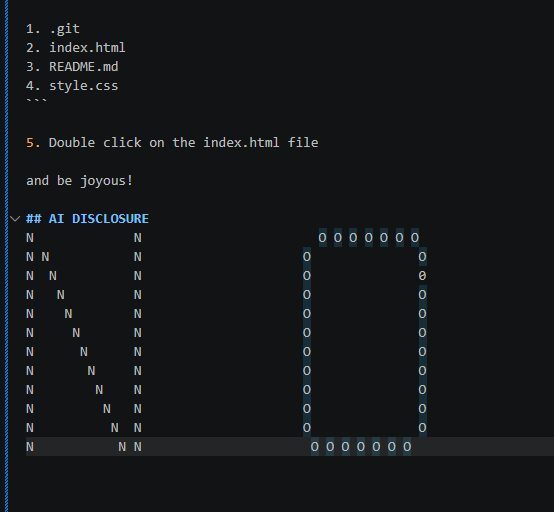 1. .git
2. index.html
3. README.md
4. style.css
```
5. Double click on the index.html file
and be joyous!
## AI DISCLOSURE
N             N                       O O O O O O O
N N           N                     O              O
N  N          N                     O              0
N   N         N                     O              O
N    N        N                     O              O
N     N       N                     O              O
N      N      N                     O              O
N       N     N                     O              O
N        N    N                     O              O
N         N   N                     O              O
N          N  N                     O              O
N           N N                      O O O O O O O